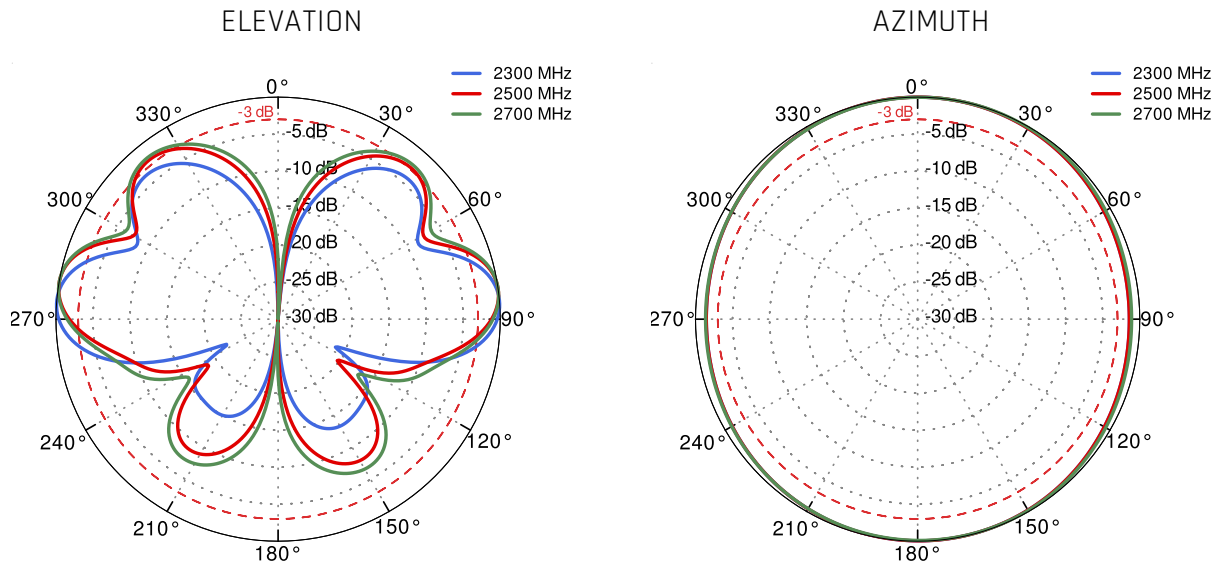 ELEVATION
2300 MHz
2500 MHz
2700 MHz
0°
330°
-3 dB
30°
-5 dB
-10 dB
300°
60°
-15 dB
20 dB
-25 dB
270°
-30 dB
90°
240°
120°
210°
150°
180°
AZIMUTH
2300 MHz
2500 MHz
2700 MHz
0°
330°
-3 dB
30°
-5 dB
-10 dB
300°
60°
-15 dB
-20 dB
-25 dB
270°
-30 dB
90°
240°
120°
210°
150°
180°